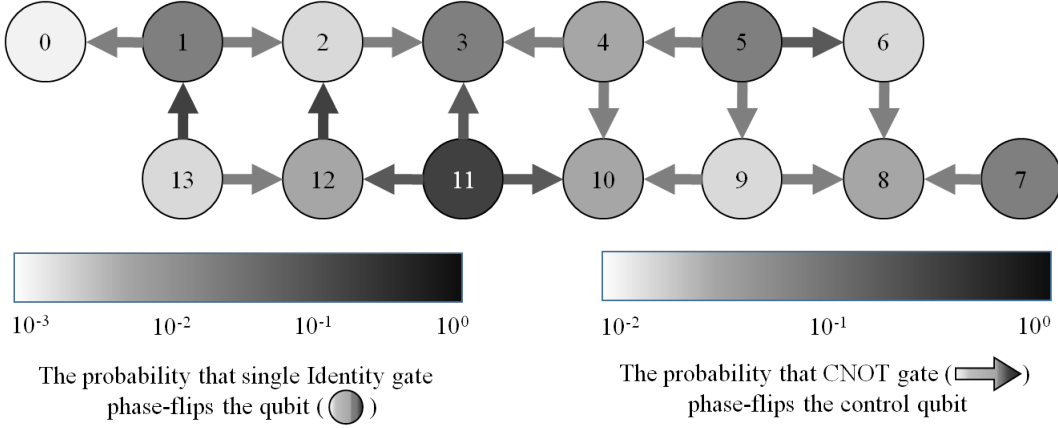 0 1 2 3 4 5 6
13 12 11 10 9 8 7
10-3 10-2 10-1 100
10-2 10-1 100
The probability that single Identity gate
phase-flips the qubit ( )
The probability that CNOT gate ( )
phase-flips the control qubit